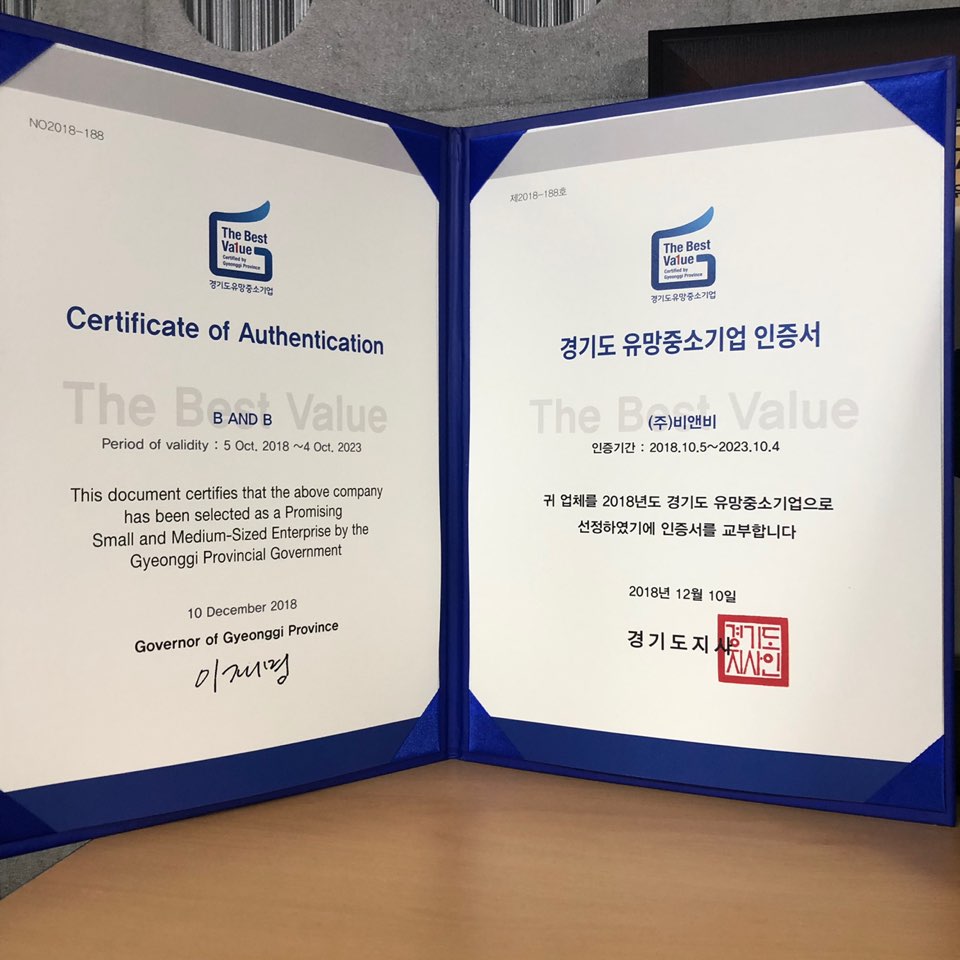 NO2018-188
The Best
Va1ue
Certified by
Gyeonggi Province
경기도유망중소기업
Certificate of Authentication
The Best Value
B AND B
Period of validity : 5 Oct. 2018 ~4 Oct. 2023
This document certifies that the above company
has been selected as a Promising
Small and Medium-Sized Enterprise by the
Gyeonggi Provincial Government
10 December 2018
Governor of Gyeonggi Province
이재명
제2018-188호
The Best
Va1ue
Certified by
Gyeonggi Province
경기도유망중소기업
경기도 유망중소기업 인증서
The Best Value
(주)비앤비
인증기간 : 2018.10.5~2023.10.4
귀 업체를 2018년도 경기도 유망중소기업으로
선정하였기에 인증서를 교부합니다
2018년 12월 10일
경기도지사
경기도
지사인